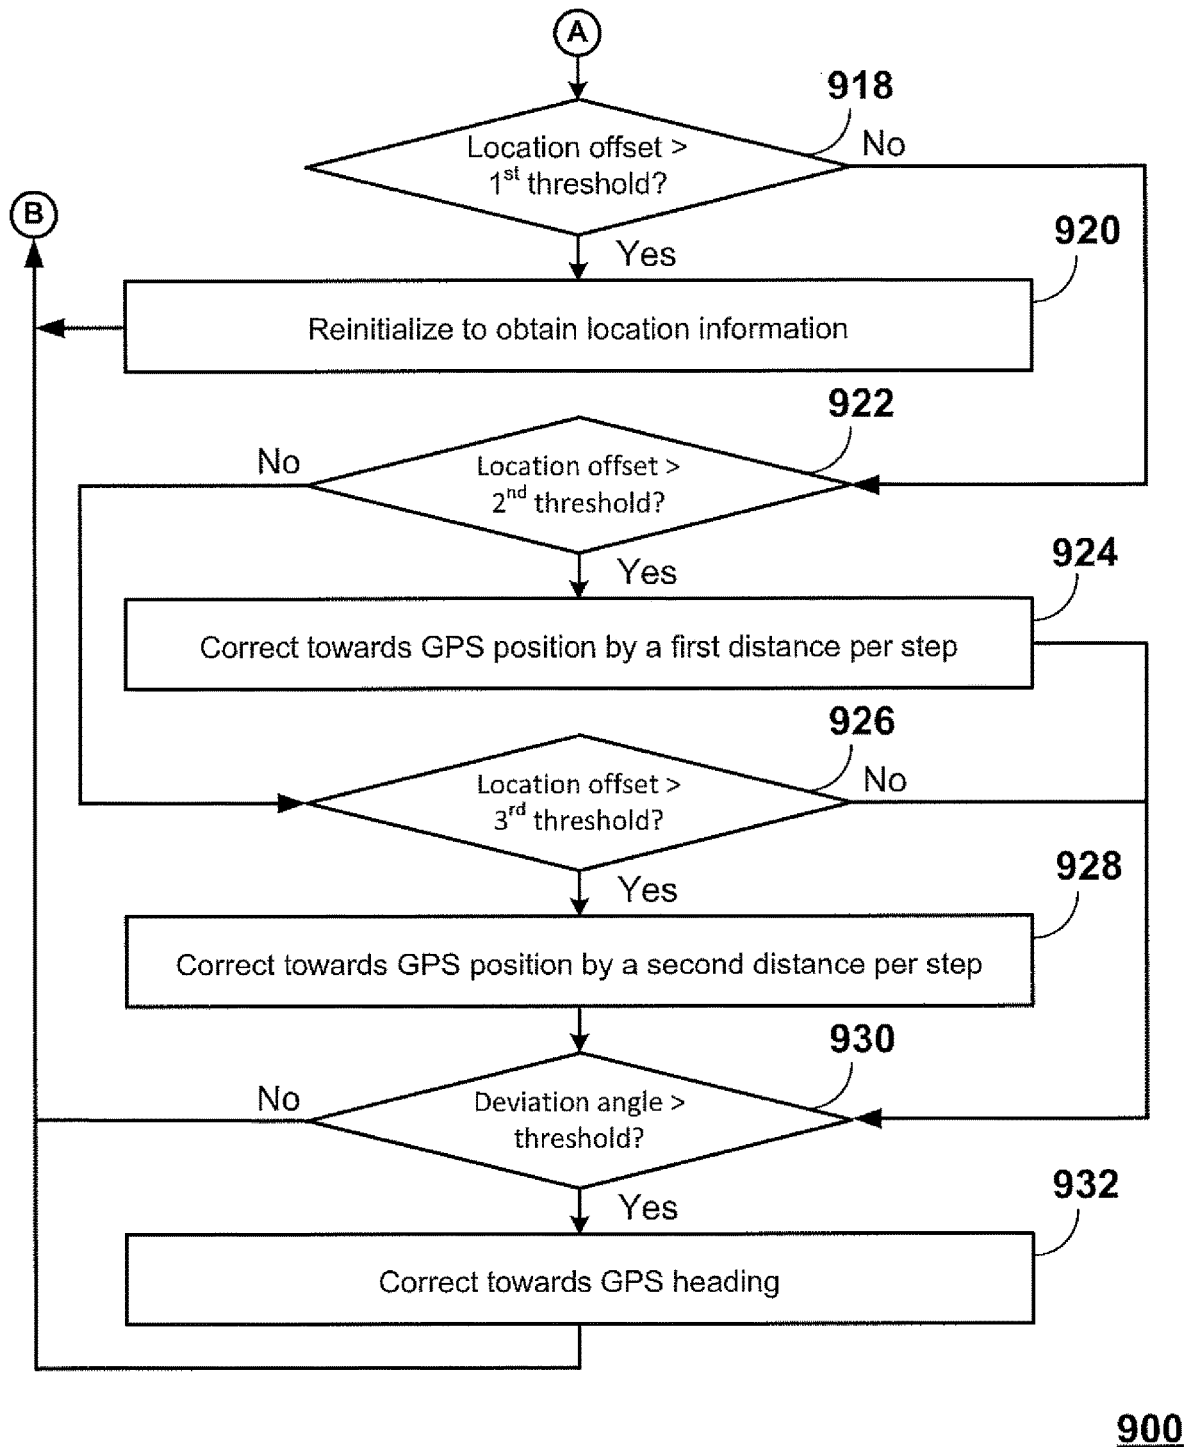 A
918
Location offset >
1st threshold?
No
B
Yes
920
Reinitialize to obtain location information
922
No
Location offset >
2nd threshold?
Yes
924
Correct towards GPS position by a first distance per step
926
Location offset >
3rd threshold?
No
Yes
928
Correct towards GPS position by a second distance per step
930
No
Deviation angle >
threshold?
Yes
932
Correct towards GPS heading
900